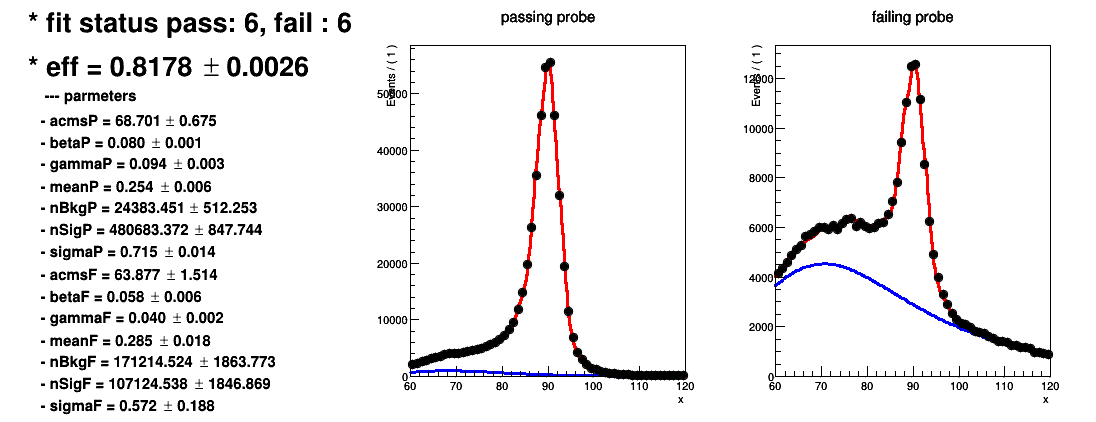 * fit status pass: 6, fail : 6
* eff = 0.8178 ± 0.0026
--- parmeters
- acmsP = 68.701 ± 0.675
- betaP = 0.080 ± 0.001
- gammaP = 0.094 ± 0.003
- meanP = 0.254 ± 0.006
- nBkgP = 24383.451 ± 512.253
- nSigP = 480683.372 ± 847.744
- sigmaP = 0.715 ± 0.014
- acmsF = 63.877 ± 1.514
- betaF = 0.058 ± 0.006
- gammaF = 0.040 ± 0.002
- meanF = 0.285 ± 0.018
- nBkgF = 171214.524 ± 1863.773
- nSigF = 107124.538 ± 1846.869
- sigmaF = 0.572 ± 0.188
passing probe
Events / ( 1 )
50000
40000
30000
20000
10000
0
60 70 80 90 100 110 120
x
failing probe
Events / ( 1 )
12000
10000
8000
6000
4000
2000
0
60 70 80 90 100 110 120
x